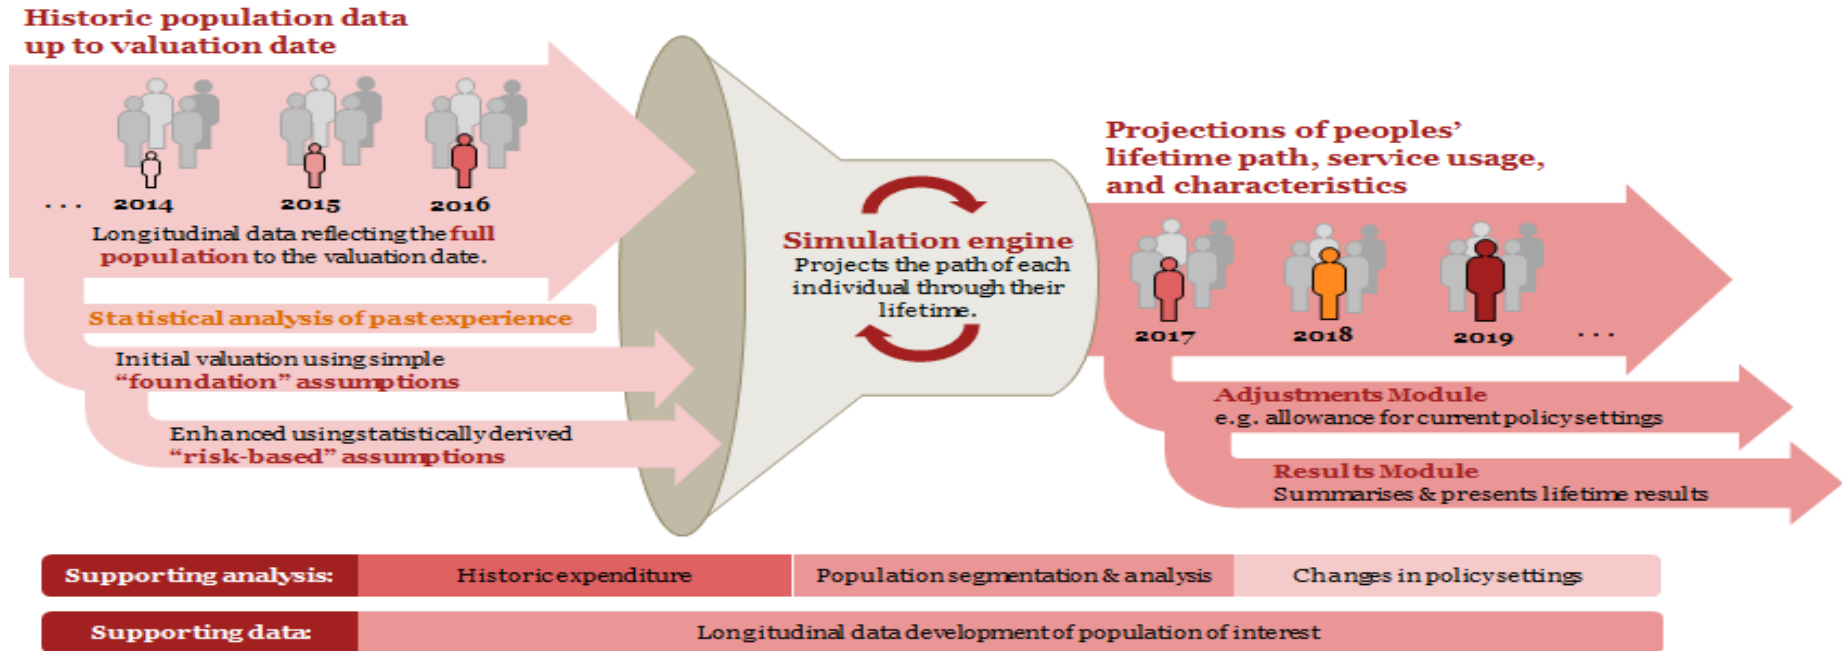 Historic population data
up to valuation date
. . .
2014
2015
2016
Longitudinal data reflecting the full
population to the valuation date.
Statistical analysis of past experience
Initial valuation using simple
“foundation” assumptions
Enhanced using statistically derived
“risk-based” assumptions
Simulation engine
Projects the path of each
individual through their
lifetime.
Projections of peoples’
lifetime path, service usage,
and characteristics
2017
2018
2019
. . .
Adjustments Module
e.g. allowance for current policy settings
Results Module
Summarises & presents lifetime results
Supporting analysis:
Historic expenditure
Population segmentation & analysis
Changes in policy settings
Supporting data:
Longitudinal data development of population of interest